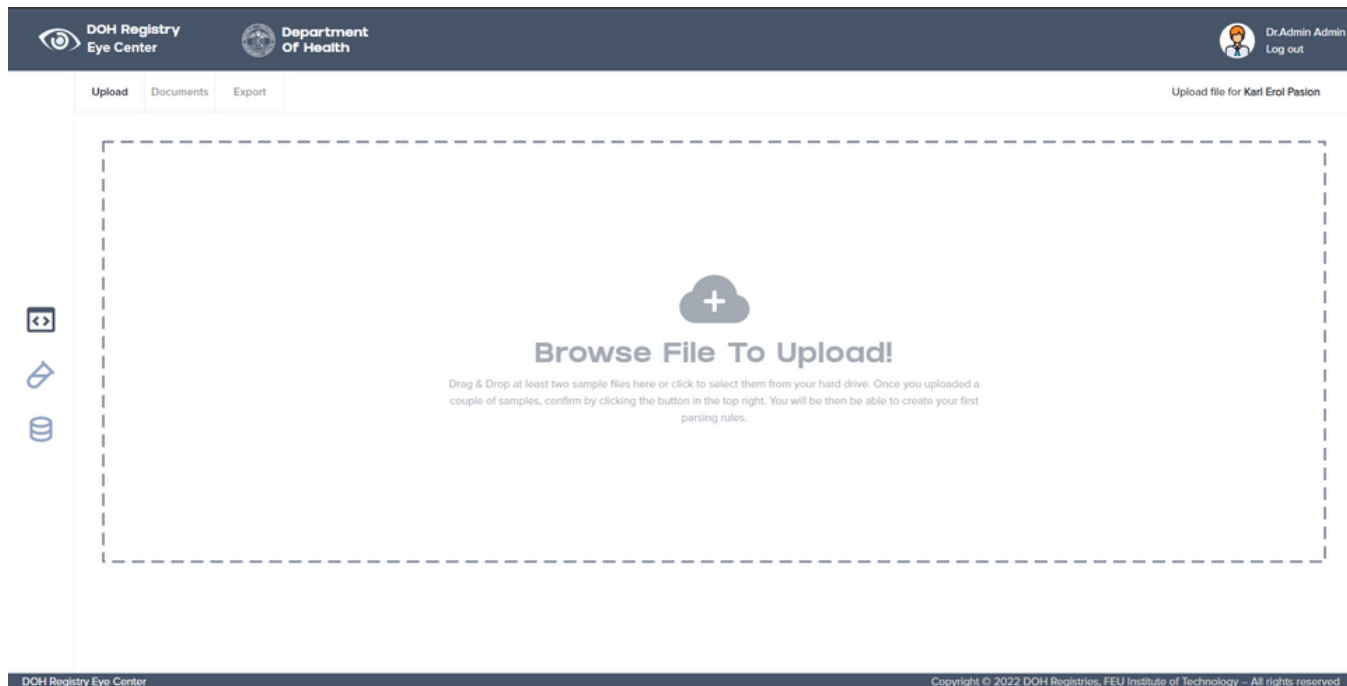 DOH Registry
Eye Center
Department
Of Health
Dr.Admin Admin
Log out
Upload
Documents
Export
Upload file for Karl Erol Pasion
Browse File To Upload!
Drag & Drop at least two sample files here or click to select them from your hard drive. Once you uploaded a
couple of samples, confirm by clicking the button in the top right. You will be then be able to create your first
parsing rules.
DOH Registry Eye Center
Copyright © 2022 DOH Registries, FEU Institute of Technology – All rights reserved